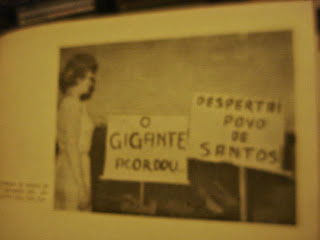 O
GIGANTE
ACORDOU...
DESPERTAI
POVO
DE
SANTOS